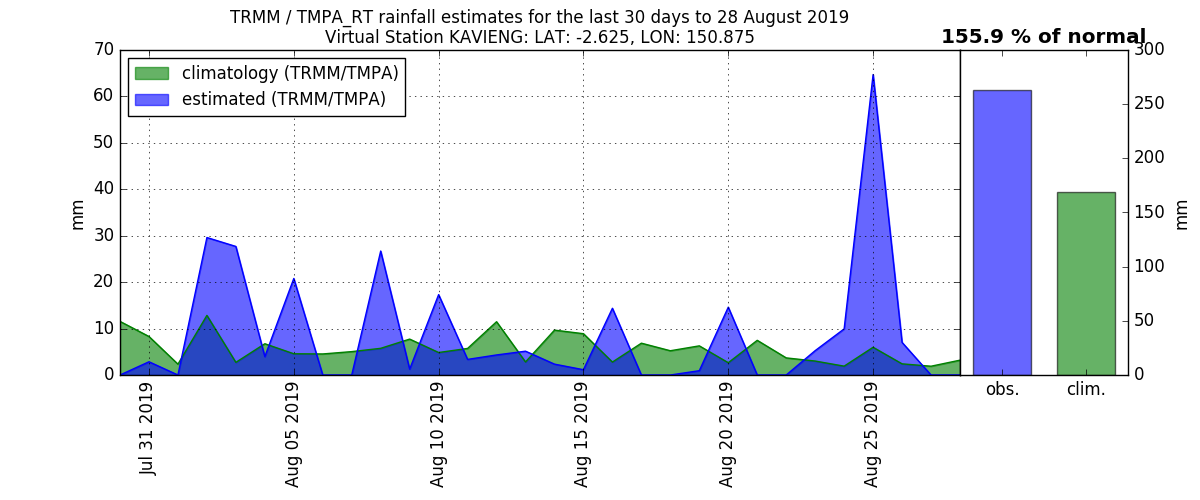 TRMM / TMPA_RT rainfall estimates for the last 30 days to 28 August 2019
Virtual Station KAVIENG: LAT: -2.625, LON: 150.875
155.9 % of normal
climatology (TRMM/TMPA)
estimated (TRMM/TMPA)
70
60
50
40
30
20
10
0
mm
Jul 31 2019
Aug 05 2019
Aug 10 2019
Aug 15 2019
Aug 20 2019
Aug 25 2019
300
250
200
150
100
50
0
mm
obs.
clim.